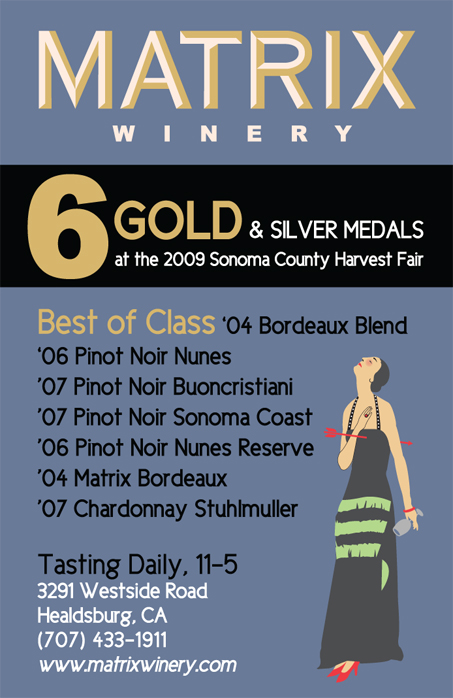 MATRIX
WINERY
6 GOLD & SILVER MEDALS
at the 2009 Sonoma County Harvest Fair
Best of Class ‘04 Bordeaux Blend
‘06 Pinot Noir Nunes
’07 Pinot Noir Buoncristiani
’07 Pinot Noir Sonoma Coast
‘06 Pinot Noir Nunes Reserve
’04 Matrix Bordeaux
’07 Chardonnay Stuhlmuller
Tasting Daily, 11-5
3291 Westside Road
Healdsburg, CA
(707) 433-1911
www.matrixwinery.com